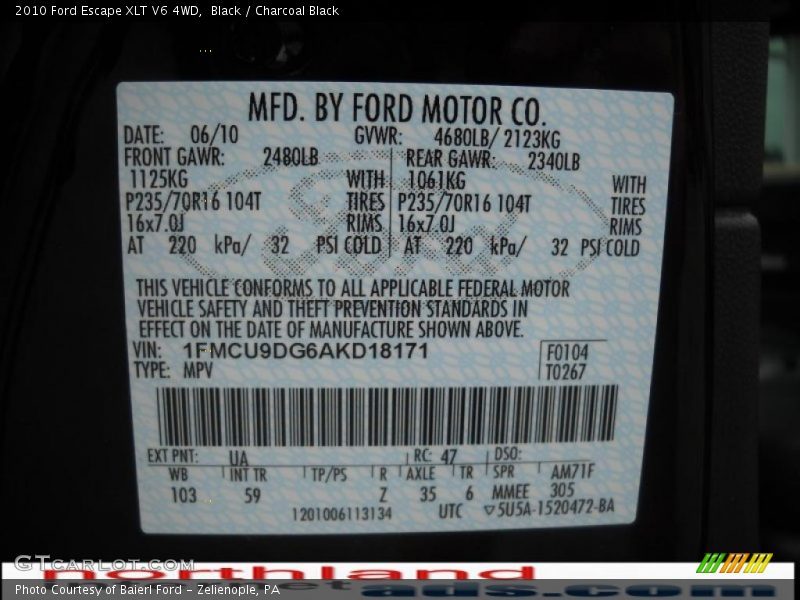 2010 Ford Escape XLT V6 4WD, Black / Charcoal Black
MFD. BY FORD MOTOR CO.
DATE: 06/10 GVWR: 4680LB/ 2123KG
FRONT GAWR: 2480LB REAR GAWR: 2340LB
1125KG WITH 1061KG WITH
P235/70R16 104T TIRES P235/70R16 104T TIRES
16x7.0J RIMS 16x7.0J RIMS
AT 220 kPa/ 32 PSI COLD AT 220 kPa/ 32 PSI COLD
THIS VEHICLE CONFORMS TO ALL APPLICABLE FEDERAL MOTOR
VEHICLE SAFETY AND THEFT PREVENTION STANDARDS IN
EFFECT ON THE DATE OF MANUFACTURE SHOWN ABOVE.
VIN: 1FMCU9DG6AKD18171 F0104
TYPE: MPV T0267
EXT PNT: UA RC: 47 DSO:
WB INT TR TP/PS R AXLE TR SPR AM71F
103 59 Z 35 6 MMEE 305
1201006113134 UTC ▽5U5A-1520472-BA
GTCarLot.com
northland
ads.com
Photo Courtesy of Baierl Ford - Zelienople, PA